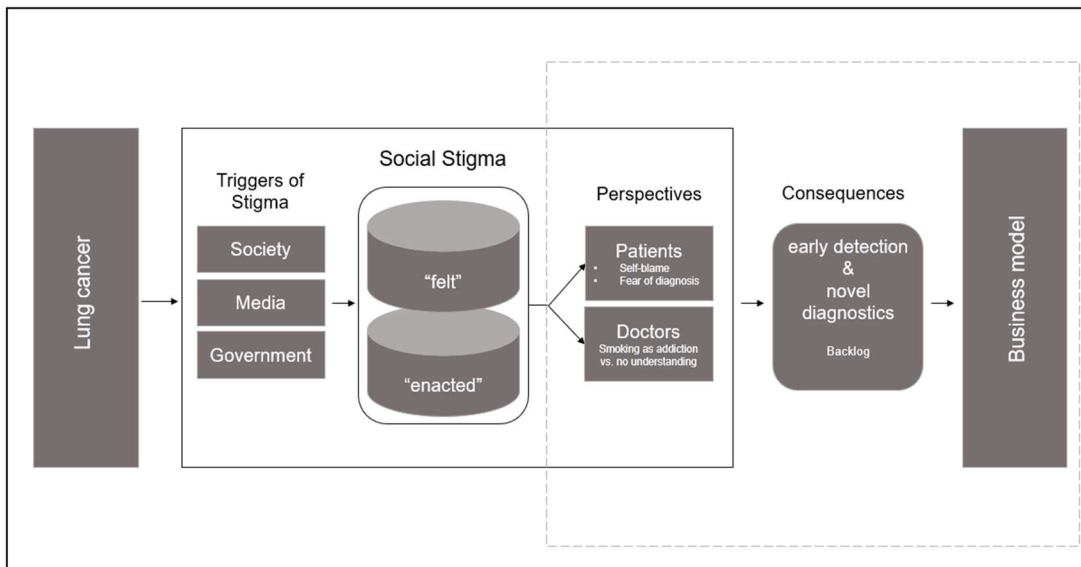 Lung cancer
Triggers of
Stigma
Society
Media
Government
Social Stigma
“felt”
“enacted”
Perspectives
Patients
• Self-blame
• Fear of diagnosis
Doctors
Smoking as addiction
vs. no understanding
Consequences
early detection
&
novel
diagnostics
Backlog
Business model